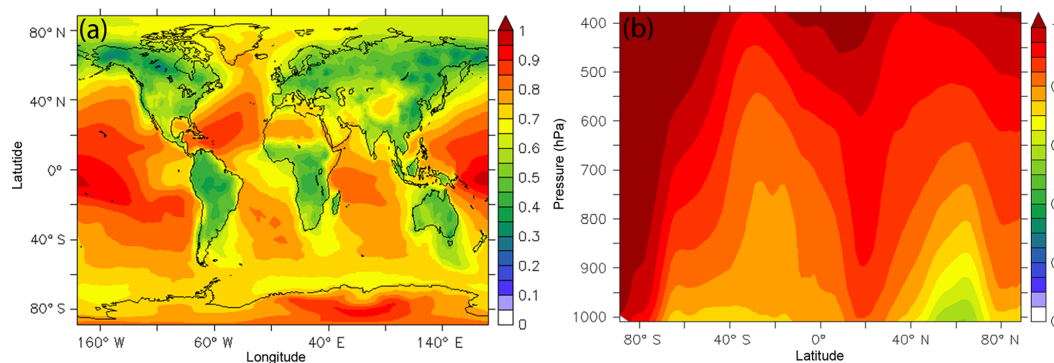 (a)
80° N
40° N
0°
40° S
80° S
Latutide
160° W
60° W
40° E
140° E
Longitude
1
0.9
0.8
0.7
0.6
0.5
0.4
0.3
0.2
0.1
0
(b)
400
500
600
700
800
900
1000
Pressure (hPa)
80° S
40° S
0°
40° N
80° N
Latitude